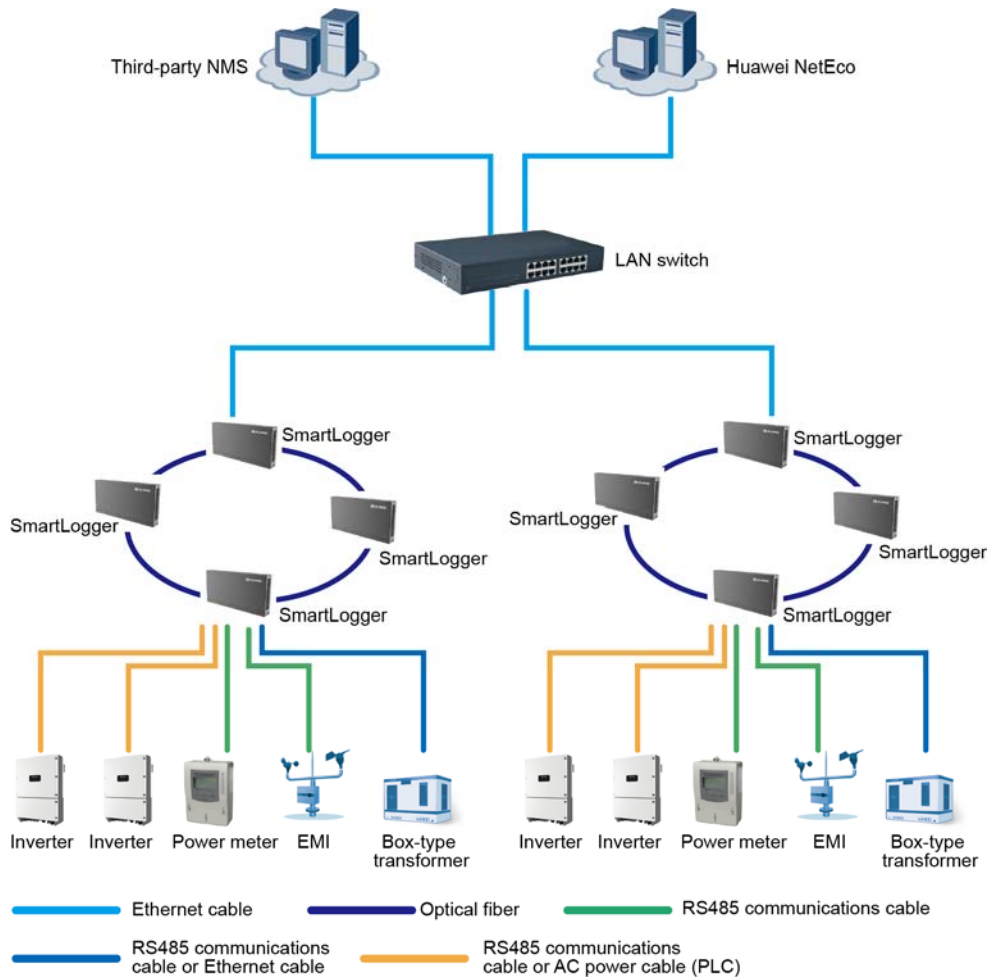 Third-party NMS
Huawei NetEco
LAN switch
SmartLogger
SmartLogger
SmartLogger
SmartLogger
SmartLogger
SmartLogger
SmartLogger
SmartLogger
Inverter
Inverter
Power meter
EMI
Box-type
transformer
Inverter
Inverter
Power meter
EMI
Box-type
transformer
Ethernet cable
Optical fiber
RS485 communications cable
RS485 communications
cable or Ethernet cable
RS485 communications
cable or AC power cable (PLC)